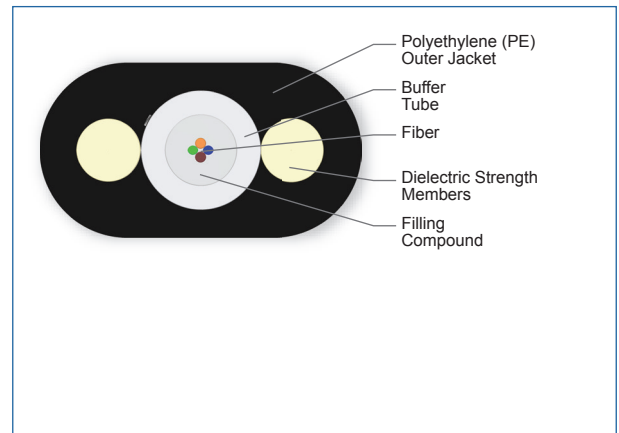 Polyethylene (PE)
Outer Jacket
Buffer
Tube
Fiber
Dielectric Strength
Members
Filling
Compound